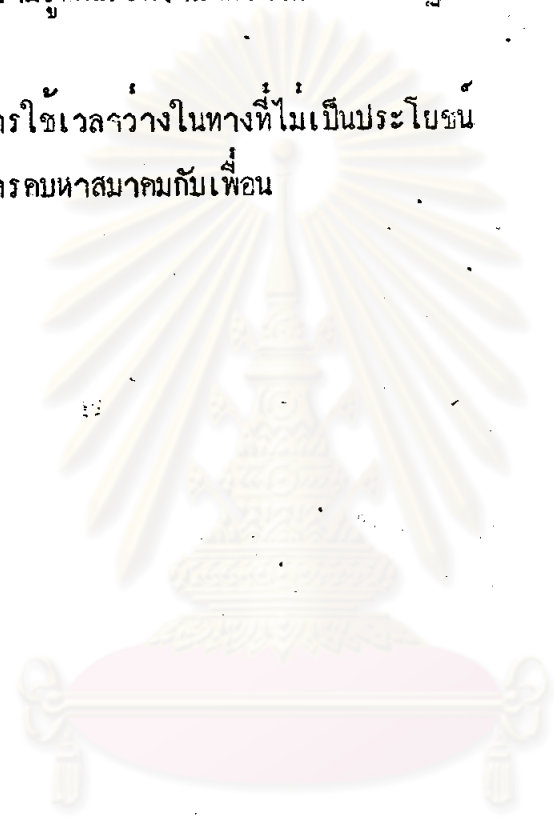 ารใช้เวลาว่างในทางที่ไม่เป็นประโยชน์
ารคบหาสมาคมกับเพื่อน